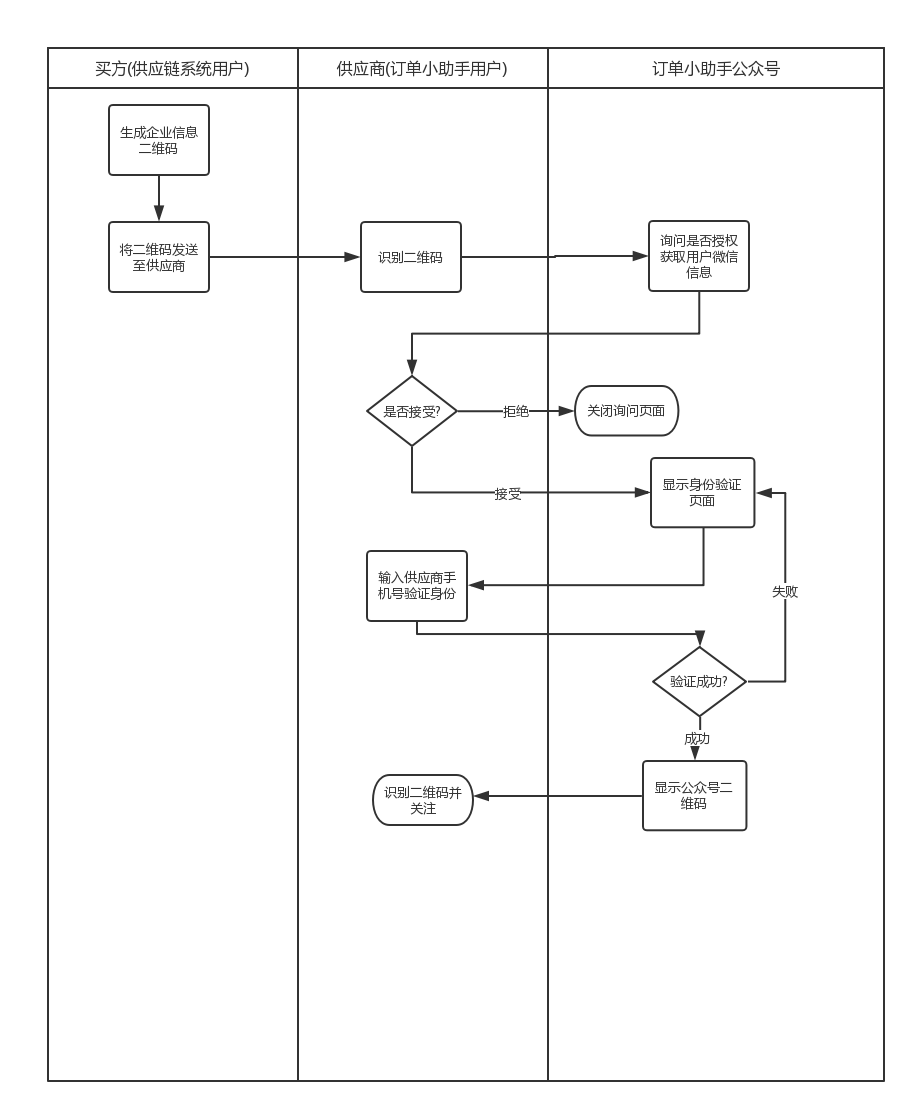 买方(供应链系统用户)
供应商(订单小助手用户)
订单小助手公众号
生成企业信息
二维码
将二维码发送
至供应商
识别二维码
询问是否授权
获取用户微信
信息
是否接受?
拒绝
关闭询问页面
接受
显示身份验证
页面
输入供应商手
机号验证身份
失败
验证成功?
成功
显示公众号二
维码
识别二维码并
关注